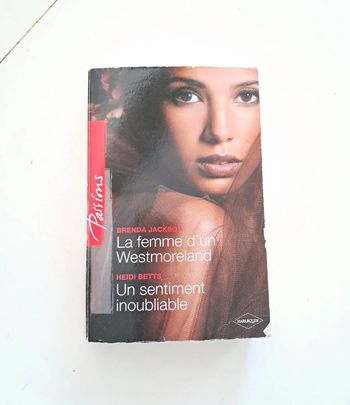 Passions
BRENDA JACKSON
La femme d'un
Westmoreland
HEIDI BETTS
Un sentiment
inoubliable
HARLEQUIN